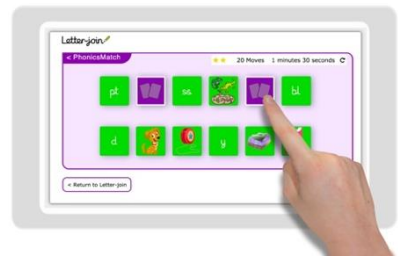 Letter-join
< PhonicsMatch
20 Moves 1 minutes 30 seconds
pt ss bl
d y
< Return to Letter-join